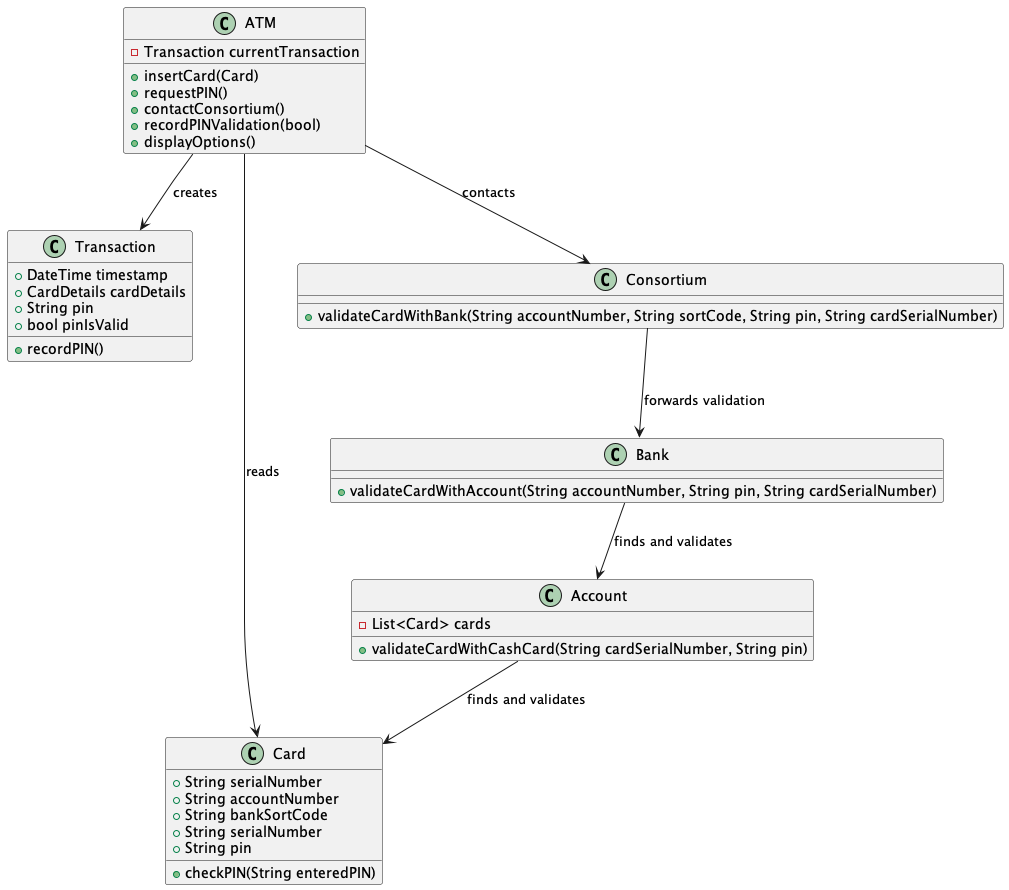 C ATM
Transaction currentTransaction
insertCard(Card)
requestPIN()
contactConsortium()
recordPINValidation(bool)
displayOptions()
creates
contacts
C Transaction
DateTime timestamp
CardDetails cardDetails
String pin
bool pinIsValid
recordPIN()
C Consortium
validateCardWithBank(String accountNumber, String sortCode, String pin, String cardSerialNumber)
forwards validation
C Bank
validateCardWithAccount(String accountNumber, String pin, String cardSerialNumber)
reads
finds and validates
C Account
List<Card> cards
validateCardWithCashCard(String cardSerialNumber, String pin)
finds and validates
C Card
String serialNumber
String accountNumber
String bankSortCode
String serialNumber
String pin
checkPIN(String enteredPIN)